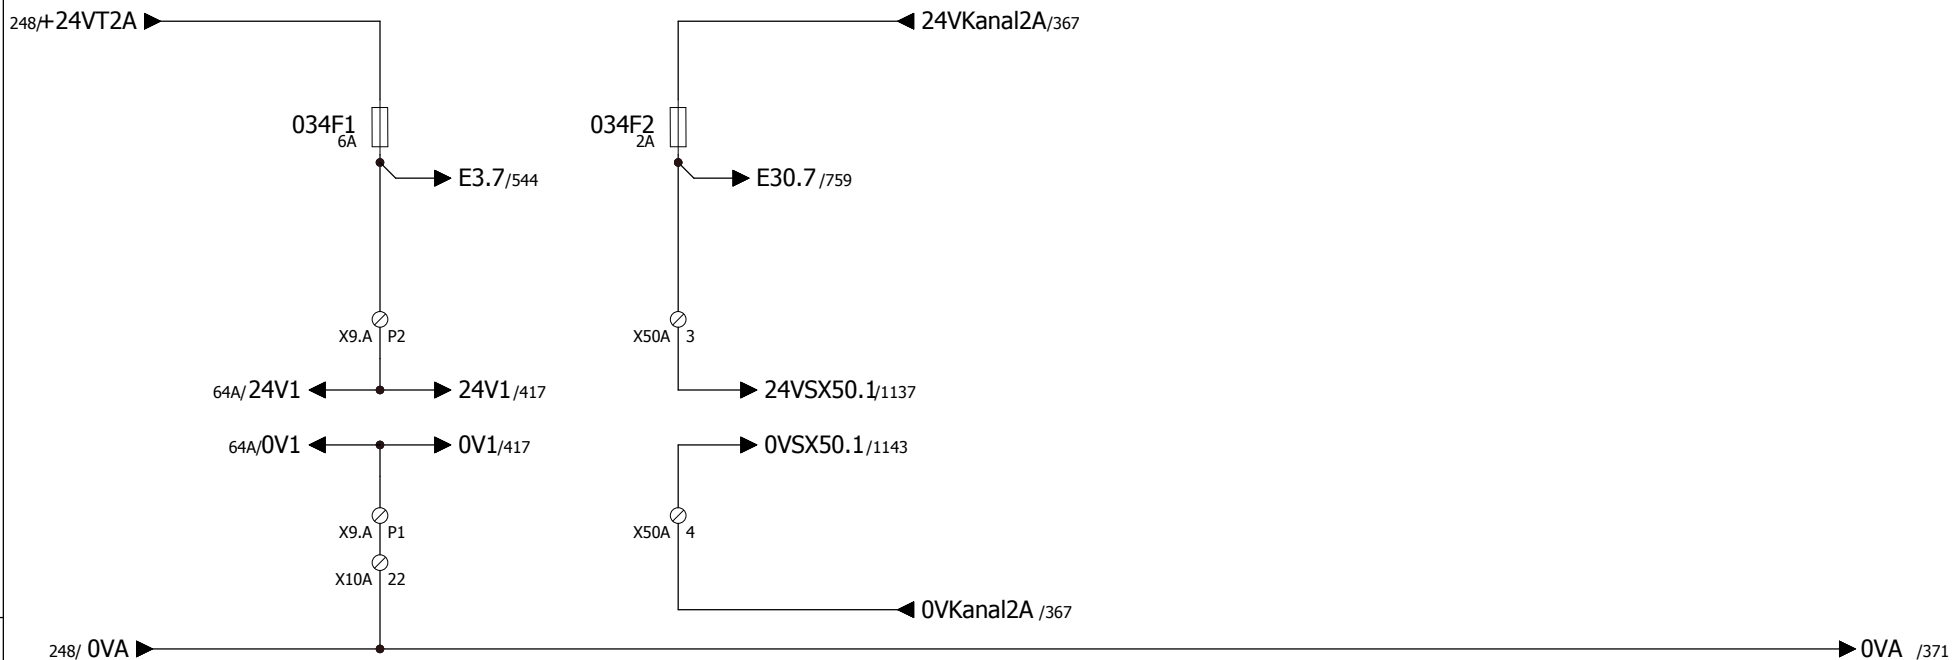 248/+24VT2A 24VKanal2A/367
034F1 034F2
6A 2A
E3.7/544 E30.7/759
X9.A P2 X50A 3
64A/24V1 24V1/417 24VSX50.1/1137
64A/0V1 0V1/417 0VSX50.1/1143
X9.A P1 X50A 4
X10A 22
0VKanal2A /367
248/ 0VA 0VA /371